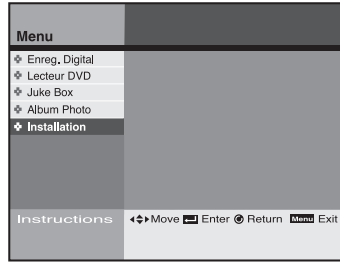 Menu
Enreg. Digital
Lecteur DVD
Juke Box
Album Photo
Installation
Instructions Move Enter Return Menu Exit